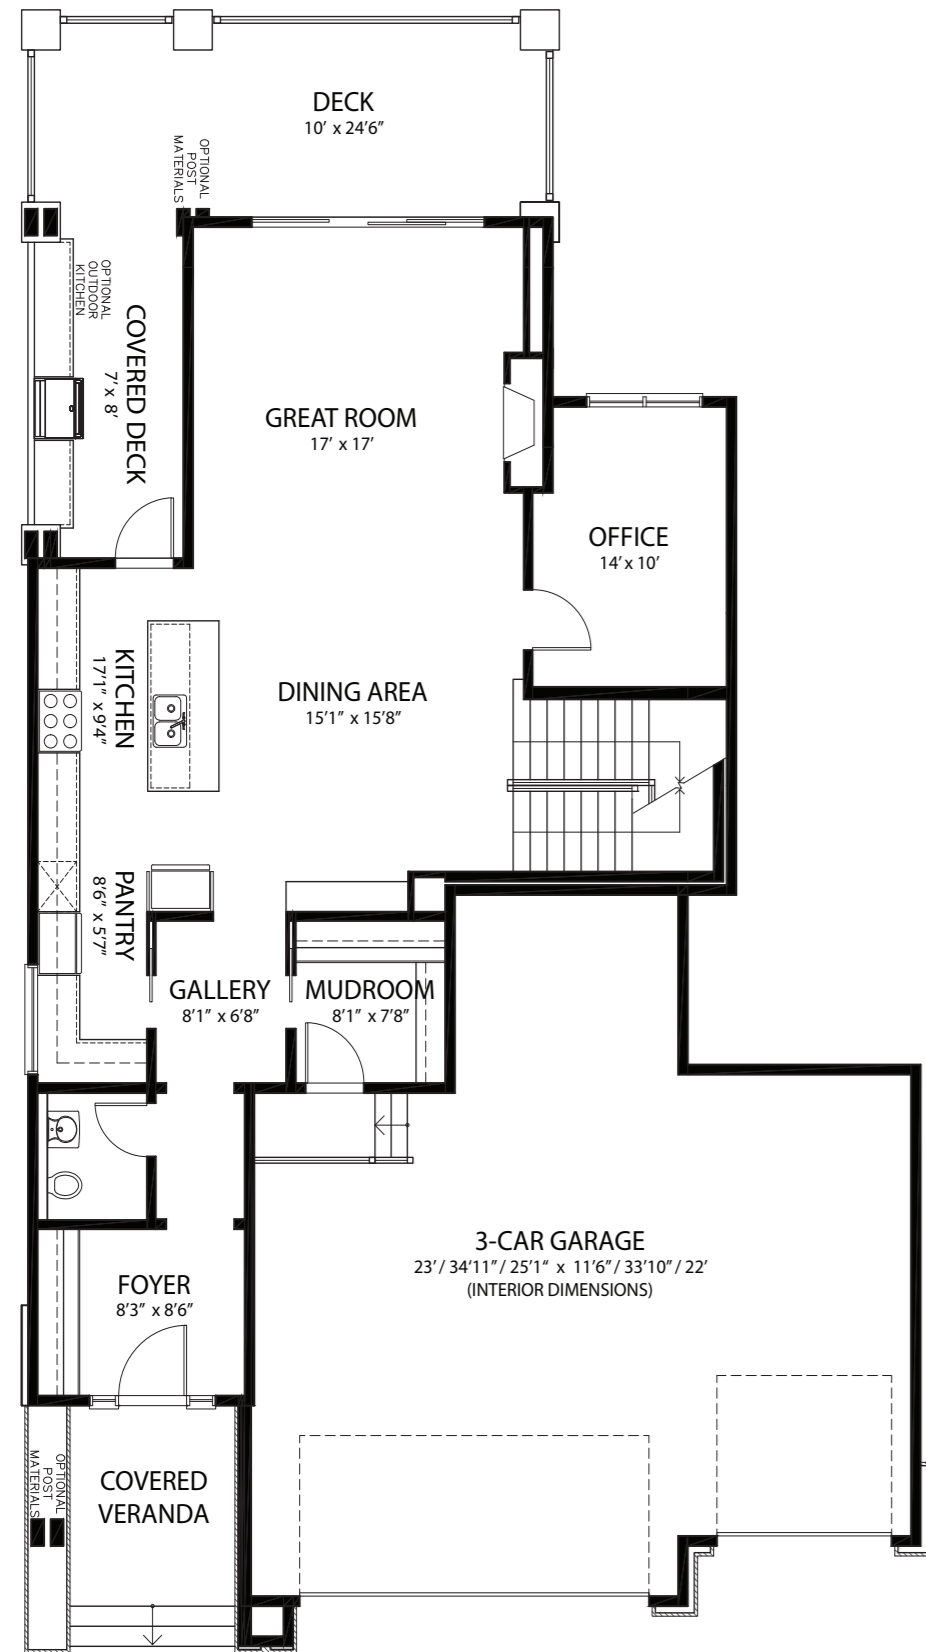 DECK
10' x 24'6"
OPTIONAL
POST
MATERIALS
OPTIONAL
OUTDOOR
KITCHEN
COVERED DECK
7' x 8'
GREAT ROOM
17' x 17'
OFFICE
14' x 10'
KITCHEN
17'1" x 9'4"
DINING AREA
15'1" x 15'8"
PANTRY
8'6" x 5'7"
GALLERY
8'1" x 6'8"
MUDROOM
8'1" x 7'8"
3-CAR GARAGE
23' / 34'11" / 25'1" x 11'6" / 33'10" / 22'
(INTERIOR DIMENSIONS)
FOYER
8'3" x 8'6"
OPTIONAL
POST
MATERIALS
COVERED
VERANDA